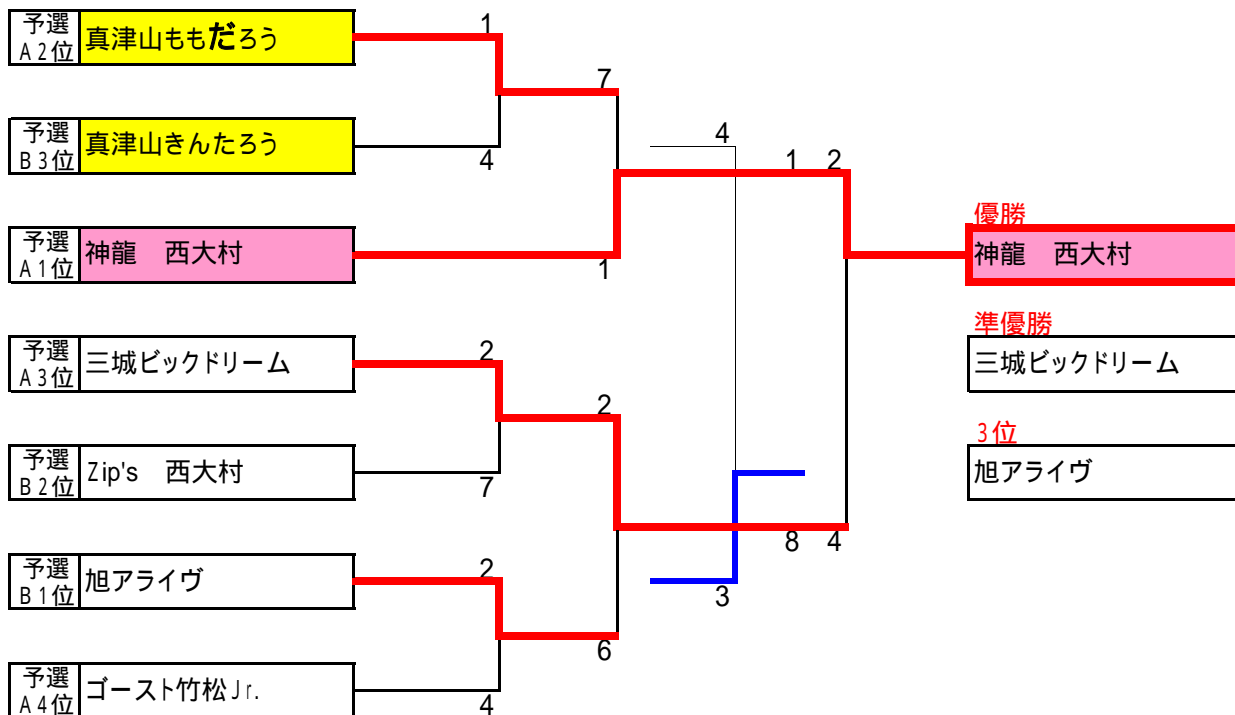 予選
A2位
真津山ももだろう
1
7
予選
B3位
真津山きんたろう
4
4
1 2
予選
A1位
神龍　西大村
1
優勝
神龍　西大村
準優勝
三城ビックドリーム
3位
旭アライヴ
予選
A3位
三城ビックドリーム
2
2
予選
B2位
Zip's　西大村
7
8 4
3
予選
B1位
旭アライヴ
2
6
予選
A4位
ゴースト竹松Jr.
4